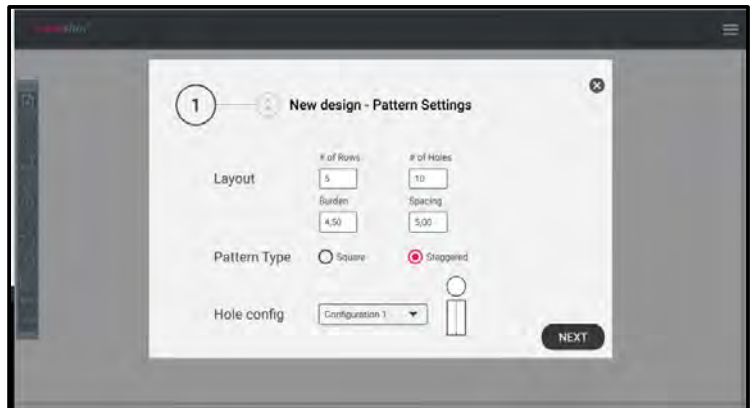 1 2 New design - Pattern Settings
# of Rows # of Holes
Layout 5 10
Burden Spacing
4,50 5,00
Pattern Type Square Staggered
Hole config Configuration 1
NEXT